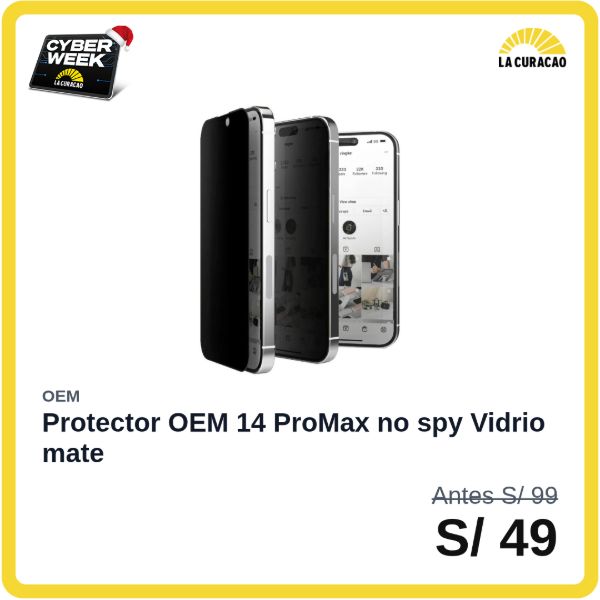 CYBER
WEEK
LA CURACAO
LA CURACAO
OEM
Protector OEM 14 ProMax no spy Vidrio
mate
Antes S/ 99
S/ 49